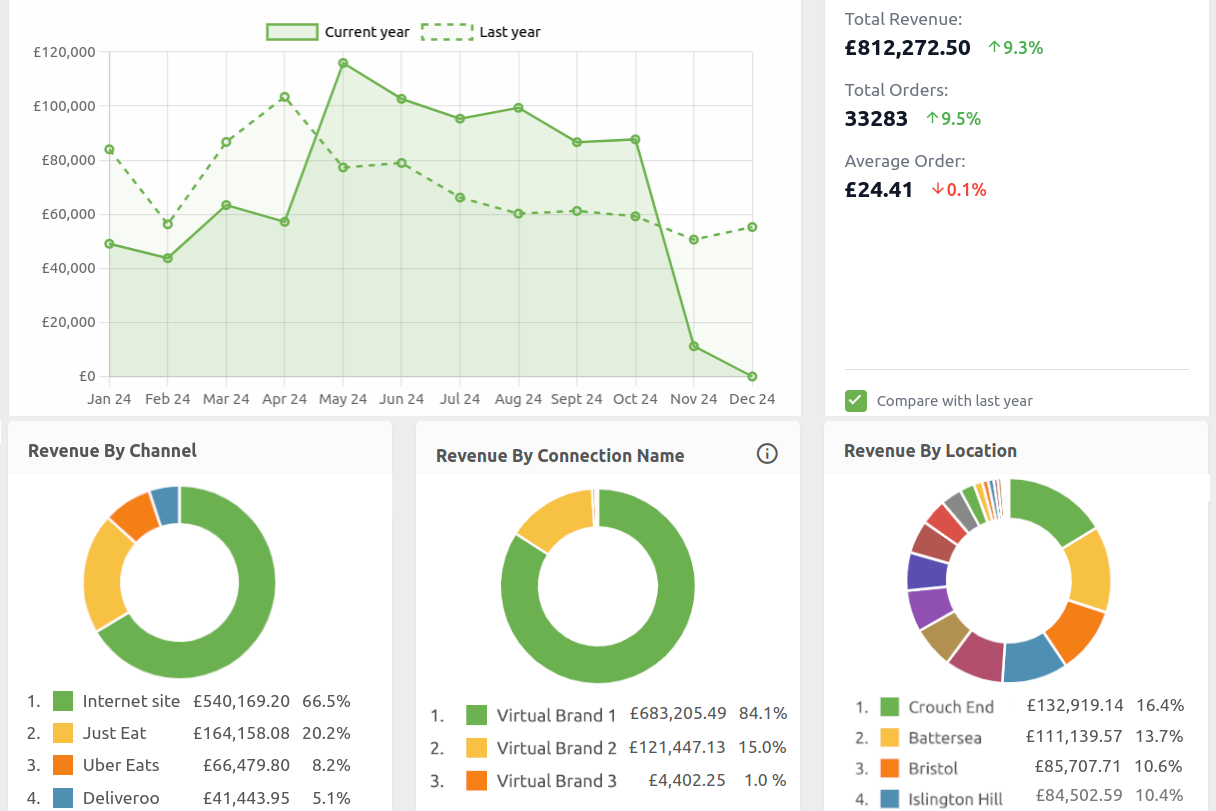 Current year Last year
£120,000
£100,000
£80,000
£60,000
£40,000
£20,000
£0
Jan 24 Feb 24 Mar 24 Apr 24 May 24 Jun 24 Jul 24 Aug 24 Sept 24 Oct 24 Nov 24 Dec 24
Total Revenue:
£812,272.50 ↑9.3%
Total Orders:
33283 ↑9.5%
Average Order:
£24.41 ↓0.1%
Compare with last year
Revenue By Channel
1. Internet site £540,169.20 66.5%
2. Just Eat £164,158.08 20.2%
3. Uber Eats £66,479.80 8.2%
4. Deliveroo £41,443.95 5.1%
Revenue By Connection Name
1. Virtual Brand 1 £683,205.49 84.1%
2. Virtual Brand 2 £121,447.13 15.0%
3. Virtual Brand 3 £4,402.25 1.0 %
Revenue By Location
1. Crouch End £132,919.14 16.4%
2. Battersea £111,139.57 13.7%
3. Bristol £85,707.71 10.6%
4. Islington Hill £84,502.59 10.4%